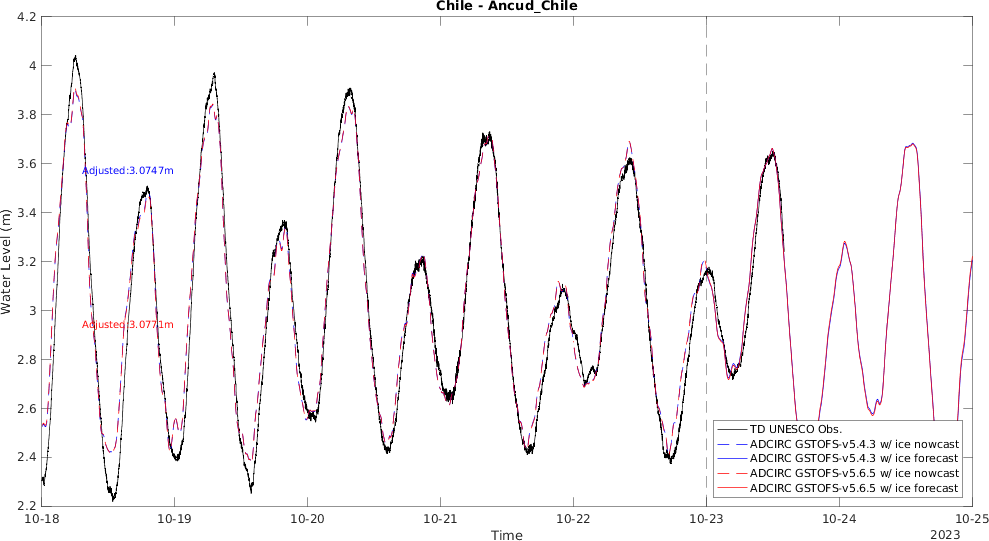 Chile - Ancud_Chile
4.2
4
3.8
3.6
3.4
3.2
3
2.8
2.6
2.4
2.2
Water Level (m)
Adjusted:3.0747m
Adjusted:3.0771m
TD UNESCO Obs.
ADCIRC GSTOFS-v5.4.3 w/ ice nowcast
ADCIRC GSTOFS-v5.4.3 w/ ice forecast
ADCIRC GSTOFS-v5.6.5 w/ ice nowcast
ADCIRC GSTOFS-v5.6.5 w/ ice forecast
10-18 10-19 10-20 10-21 10-22 10-23 10-24 10-25
Time
2023